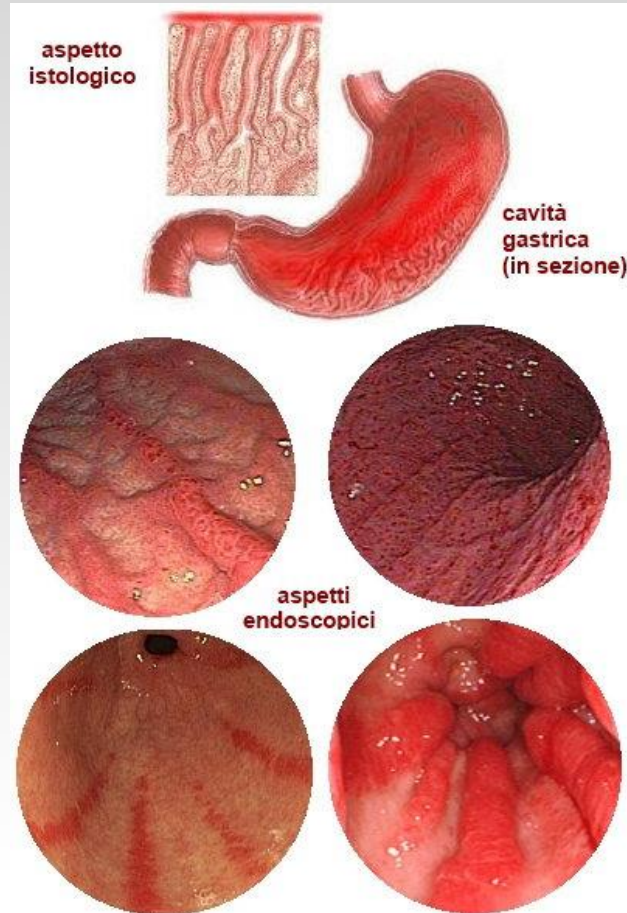 aspetto
istologico
cavità
gastrica
(in sezione)
aspetti
endoscopici